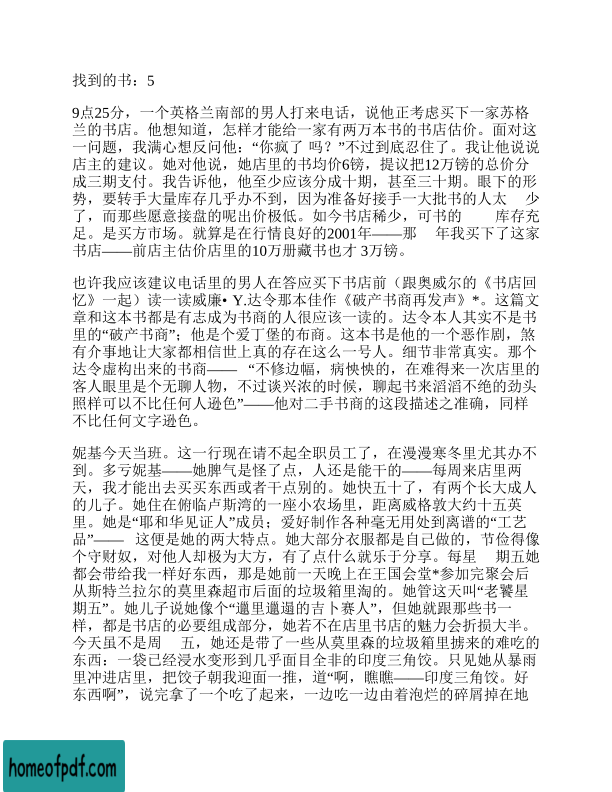 找到的书：5
9点25分，一个英格兰南部的男人打来电话，说他正考虑买下一家苏格
兰的书店。他想知道，怎样才能给一家有两万本书的书店估价。面对这
一问题，我满心想反问他：“你疯了 吗？”不过到底忍住了。我让他说说
店主的建议。她对他说，她店里的书均价6镑，提议把12万镑的总价分
成三期支付。我告诉他，他至少应该分成十期，甚至三十期。眼下的形
势，要转手大量库存几乎办不到，因为准备好接手一大批书的人太 少
了，而那些愿意接盘的呢出价极低。如今书店稀少，可书的 库存充
足。是买方市场。就算是在行情良好的2001年——那 年我买下了这家
书店——前店主估价店里的10万册藏书也才 3万镑。
也许我应该建议电话里的男人在答应买下书店前（跟奥威尔的《书店回
忆》一起）读一读威廉• Y.达令那本佳作《破产书商再发声》*。这篇文
章和这本书都是有志成为书商的人很应该一读的。达令本人其实不是书
里的“破产书商”；他是个爱丁堡的布商。这本书是他的一个恶作剧，煞
有介事地让大家都相信世上真的存在这么一号人。细节非常真实。那个
达令虚构出来的书商—— “不修边幅，病怏怏的，在难得来一次店里的
客人眼里是个无聊人物，不过谈兴浓的时候，聊起书来滔滔不绝的劲头
照样可以不比任何人逊色”——他对二手书商的这段描述之准确，同样
不比任何文字逊色。
妮基今天当班。这一行现在请不起全职员工了，在漫漫寒冬里尤其办不
到。多亏妮基——她脾气是怪了点，人还是能干的——每周来店里两
天，我才能出去买买东西或者干点别的。她快五十了，有两个长大成人
的儿子。她住在俯临卢斯湾的一座小农场里，距离威格敦大约十五英
里。她是“耶和华见证人”成员；爱好制作各种毫无用处到离谱的“工艺
品”—— 这便是她的两大特点。她大部分衣服都是自己做的，节俭得像
个守财奴，对他人却极为大方，有了点什么就乐于分享。每星 期五她
都会带给我一样好东西，那是她前一天晚上在王国会堂*参加完聚会后
从斯特兰拉尔的莫里森超市后面的垃圾箱里淘的。她管这天叫“老饕星
期五”。她儿子说她像个“邋里邋遢的吉卜赛人”，但她就跟那些书一
样，都是书店的必要组成部分，她若不在店里书店的魅力会折损大半。
今天虽不是周 五，她还是带了一些从莫里森的垃圾箱里掳来的难吃的
东西：一袋已经浸水变形到几乎面目全非的印度三角饺。只见她从暴雨
里冲进店里，把饺子朝我迎面一推，道“啊，瞧瞧——印度三角饺。好
东西啊”，说完拿了一个吃了起来，一边吃一边由着泡烂的碎屑掉在地
homeofpdf.com